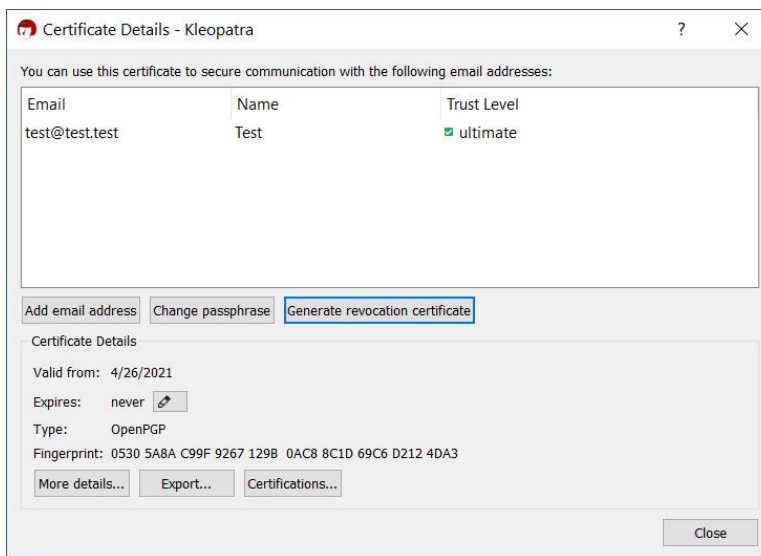 Certificate Details - Kleopatra ?
You can use this certificate to secure communication with the following email addresses:
Email Name Trust Level
test@test.test Test ultimate
Add email address Change passphrase Generate revocation certificate
Certificate Details
Valid from: 4/26/2021
Expires: never
Type: OpenPGP
Fingerprint: 0530 5A8A C99F 9267 129B 0AC8 8C1D 69C6 D212 4DA3
More details... Export... Certifications...
Close